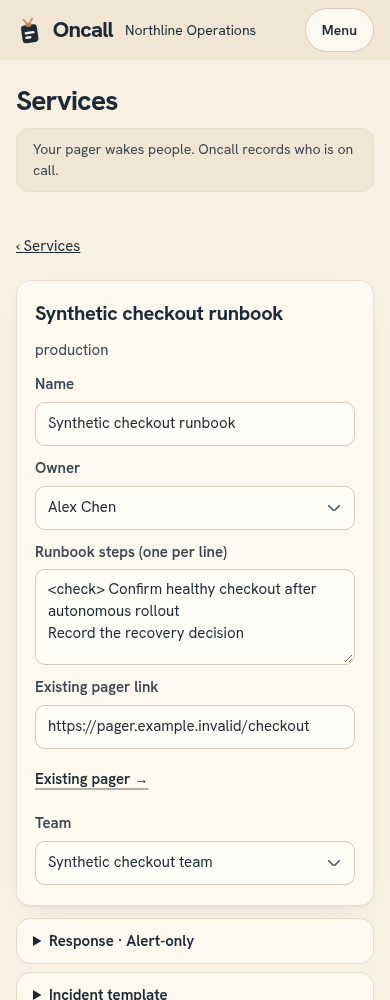 Oncall Northline Operations Menu
Services
Your pager wakes people. Oncall records who is on
call.
‹ Services
Synthetic checkout runbook
production
Name
Synthetic checkout runbook
Owner
Alex Chen
Runbook steps (one per line)
<check> Confirm healthy checkout after
autonomous rollout
Record the recovery decision
Existing pager link
https://pager.example.invalid/checkout
Existing pager →
Team
Synthetic checkout team
Response · Alert-only
Incident template